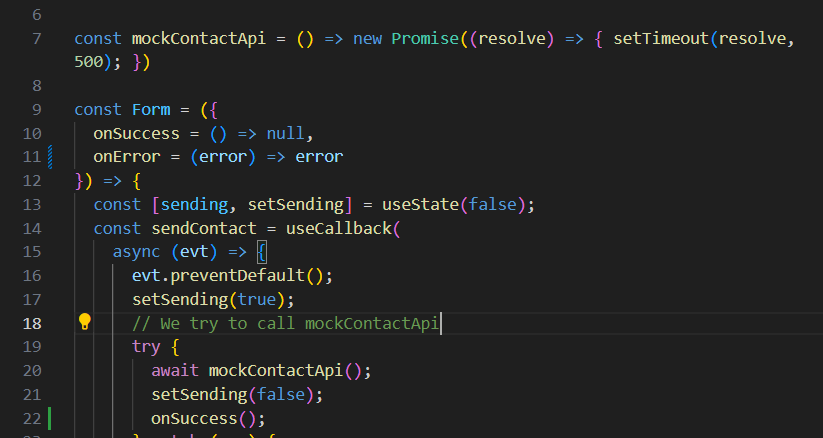 6
7 const mockContactApi = () => new Promise((resolve) => { setTimeout(resolve,
500); })
8
9 const Form = ({
10 onSuccess = () => null,
11 onError = (error) => error
12 }) => {
13 const [sending, setSending] = useState(false);
14 const sendContact = useCallback(
15 async (evt) => {
16 evt.preventDefault();
17 setSending(true);
18 // We try to call mockContactApi
19 try {
20 await mockContactApi();
21 setSending(false);
22 onSuccess();